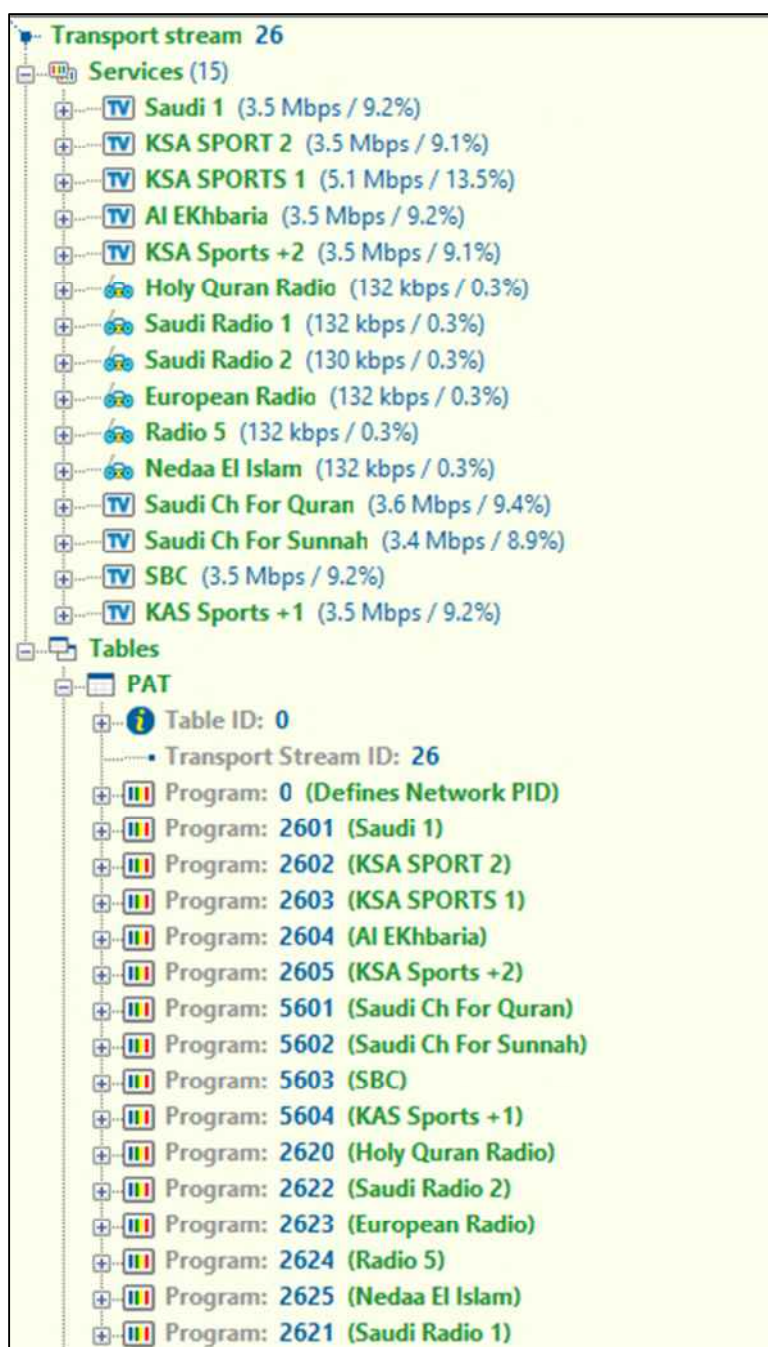 Transport stream 26
Services (15)
TV Saudi 1 (3.5 Mbps / 9.2%)
TV KSA SPORT 2 (3.5 Mbps / 9.1%)
TV KSA SPORTS 1 (5.1 Mbps / 13.5%)
TV Al EKhbaria (3.5 Mbps / 9.2%)
TV KSA Sports +2 (3.5 Mbps / 9.1%)
Holy Quran Radio (132 kbps / 0.3%)
Saudi Radio 1 (132 kbps / 0.3%)
Saudi Radio 2 (130 kbps / 0.3%)
European Radio (132 kbps / 0.3%)
Radio 5 (132 kbps / 0.3%)
Nedaa El Islam (132 kbps / 0.3%)
TV Saudi Ch For Quran (3.6 Mbps / 9.4%)
TV Saudi Ch For Sunnah (3.4 Mbps / 8.9%)
TV SBC (3.5 Mbps / 9.2%)
TV KAS Sports +1 (3.5 Mbps / 9.2%)
Tables
PAT
Table ID: 0
Transport Stream ID: 26
Program: 0 (Defines Network PID)
Program: 2601 (Saudi 1)
Program: 2602 (KSA SPORT 2)
Program: 2603 (KSA SPORTS 1)
Program: 2604 (Al EKhbaria)
Program: 2605 (KSA Sports +2)
Program: 5601 (Saudi Ch For Quran)
Program: 5602 (Saudi Ch For Sunnah)
Program: 5603 (SBC)
Program: 5604 (KAS Sports +1)
Program: 2620 (Holy Quran Radio)
Program: 2622 (Saudi Radio 2)
Program: 2623 (European Radio)
Program: 2624 (Radio 5)
Program: 2625 (Nedaa El Islam)
Program: 2621 (Saudi Radio 1)